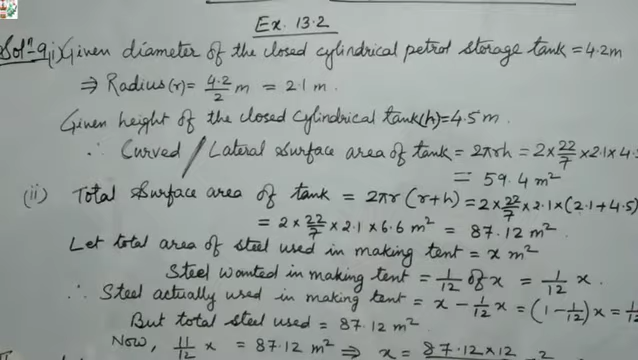 Ex. 13.2
Solⁿ 9(i) Given diameter of the closed cylindrical petrol storage tank = 4.2m
⇒ Radius(r) = 4.2/2 m = 2.1 m.
Given height of the closed cylindrical tank(h) = 4.5 m.
∴ Curved / Lateral Surface area of tank = 2πrh = 2 × 22/7 × 2.1 × 4.5
= 59.4 m²
(ii) Total Surface area of tank = 2πr (r+h) = 2 × 22/7 × 2.1 × (2.1+4.5)
= 2 × 22/7 × 2.1 × 6.6 m² = 87.12 m².
Let total area of steel used in making tent = x m²
Steel wanted in making tent = 1/12 of x = 1/12 x.
∴ Steel actually used in making tent = x - 1/12 x = (1 - 1/12) x =
But total steel used = 87.12 m²
Now, 11/12 x = 87.12 m² ⇒ x = 87.12 × 12